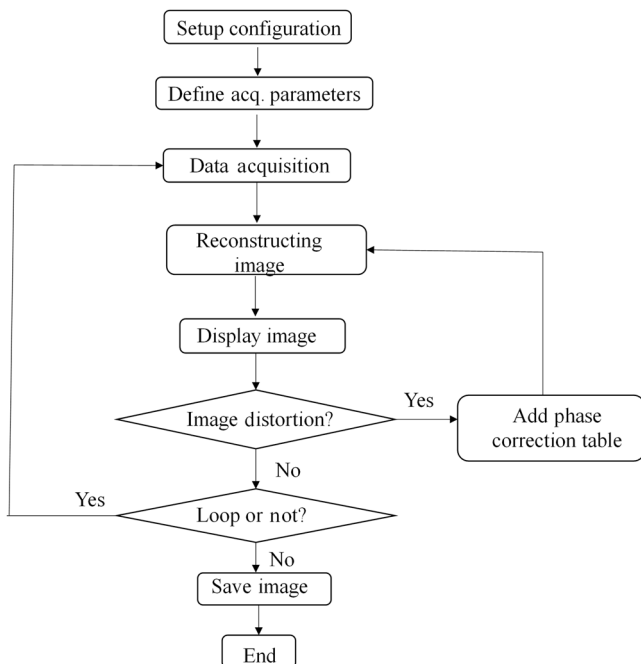 Setup configuration
Define acq. parameters
Data acquisition
Reconstructing
image
Display image
Image distortion?
Yes
Add phase
correction table
No
Yes
Loop or not?
No
Save image
End